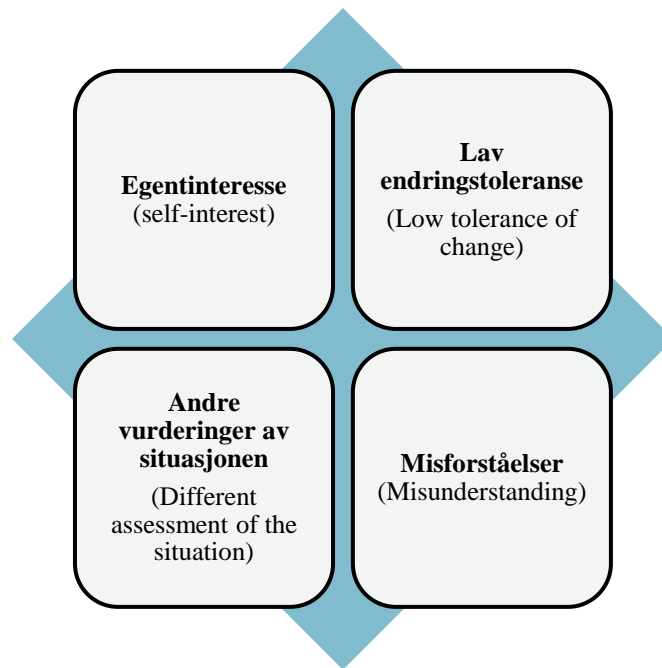 Egentinteresse
(self-interest)
Lav
endringstoleranse
(Low tolerance of
change)
Andre
vurderinger av
situasjonen
(Different
assessment of the
situation)
Misforståelser
(Misunderstanding)